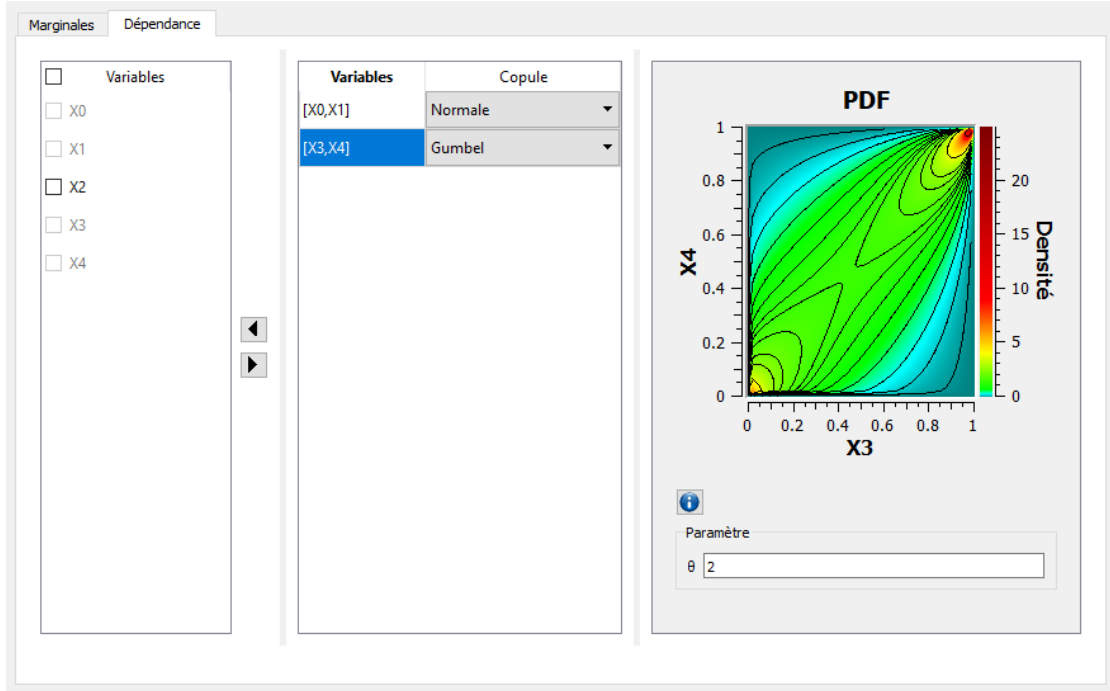 Marginales Dépendance
Variables
X0
X1
X2
X3
X4
Variables Copule
[X0,X1] Normale
[X3,X4] Gumbel
PDF
1
0.8
0.6
0.4
0.2
0
X4
0 0.2 0.4 0.6 0.8 1
X3
20
15
10
5
0
Densité
Paramètre
θ 2